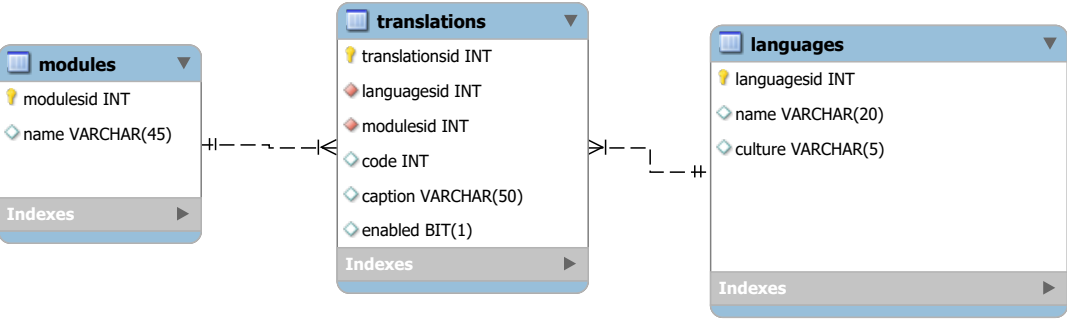 modules
modulesid INT
name VARCHAR(45)
Indexes
translations
translationsid INT
languagesid INT
modulesid INT
code INT
caption VARCHAR(50)
enabled BIT(1)
Indexes
languages
languagesid INT
name VARCHAR(20)
culture VARCHAR(5)
Indexes